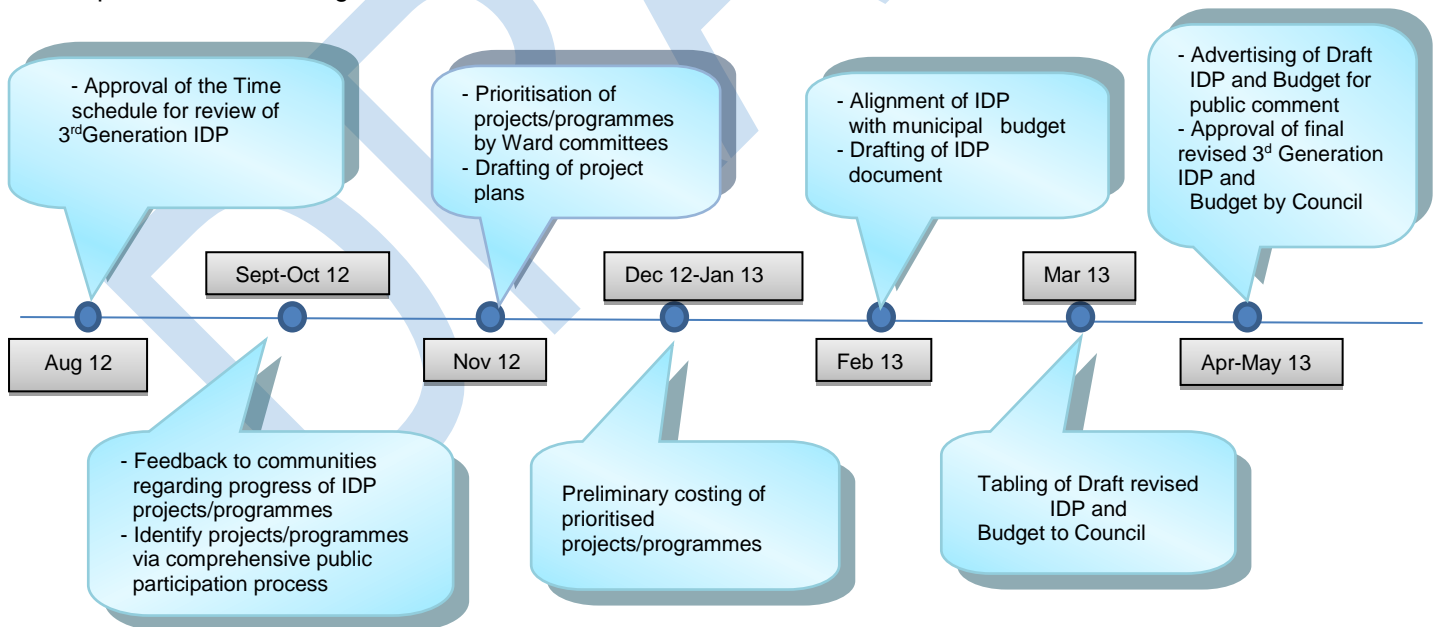 - Approval of the Time
schedule for review of
3rdGeneration IDP
- Prioritisation of
projects/programmes
by Ward committees
- Drafting of project
plans
- Alignment of IDP
with municipal budget
- Drafting of IDP
document
- Advertising of Draft
IDP and Budget for
public comment
- Approval of final
revised 3d Generation
IDP and
Budget by Council
Sept-Oct 12
Dec 12-Jan 13
Mar 13
Aug 12
Nov 12
Feb 13
Apr-May 13
- Feedback to communities
regarding progress of IDP
projects/programmes
- Identify projects/programmes
via comprehensive public
participation process
Preliminary costing of
prioritised
projects/programmes
Tabling of Draft revised
IDP and
Budget to Council